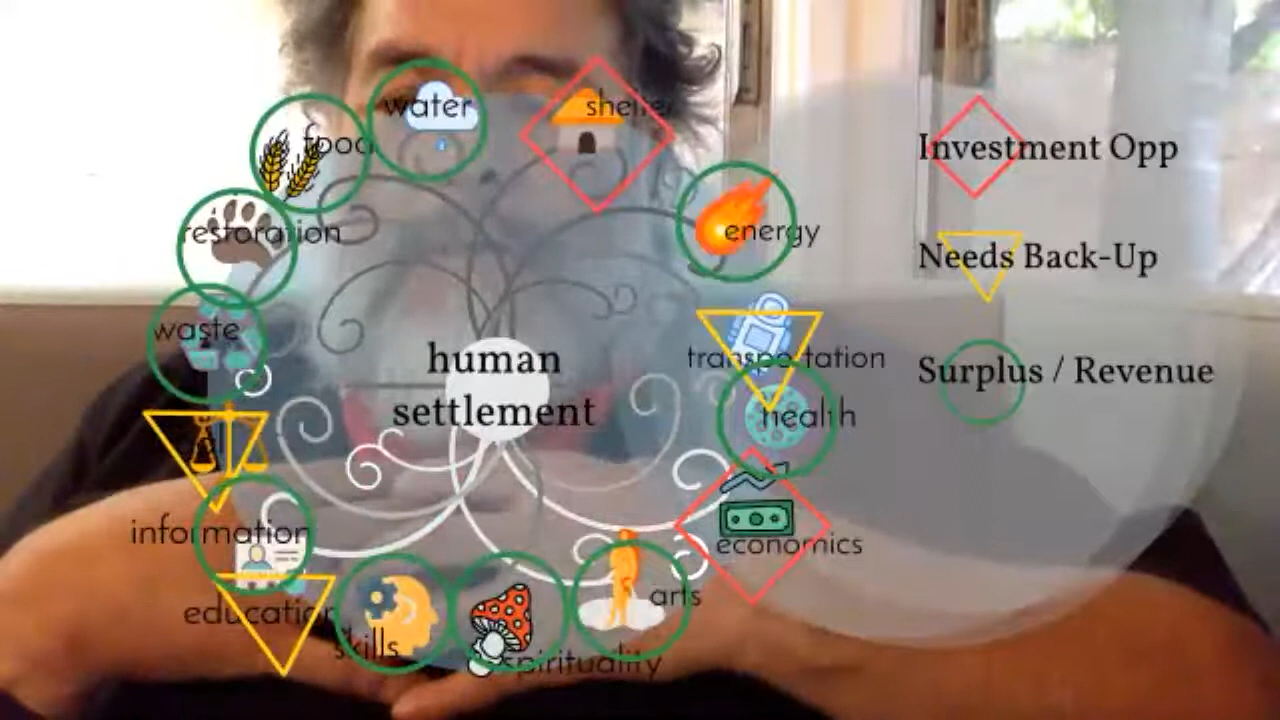 water
shelter
food
Investment Opp
restoration
energy
Needs Back-Up
waste
human
settlement
transportation
Surplus / Revenue
health
information
economics
education
arts
skills
spirituality